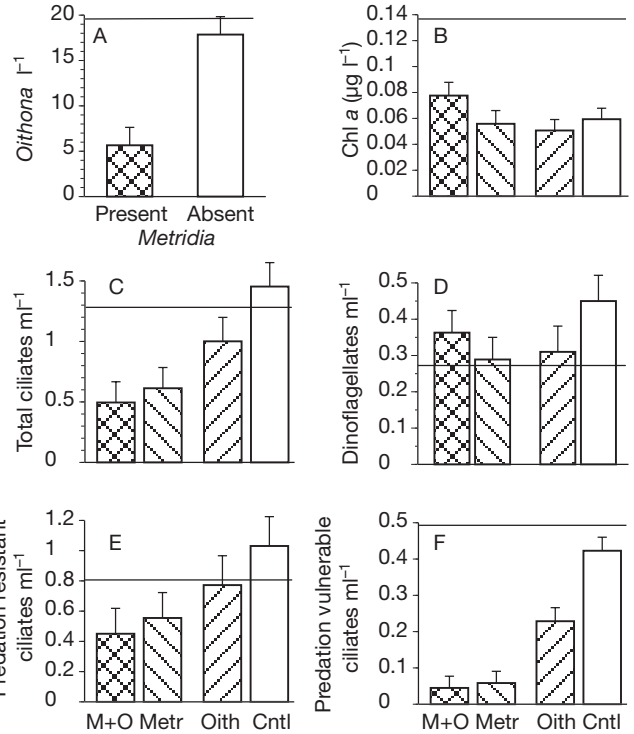 A
Oithona l⁻¹
20
15
10
5
0
Present Absent
Metridia
B
Chl a (µg l⁻¹)
0.14
0.12
0.10
0.08
0.06
0.04
0.02
0
C
Total ciliates ml⁻¹
1.5
1
0.5
0
D
Dinoflagellates ml⁻¹
0.5
0.4
0.3
0.2
0.1
0
E
Predation resistant
ciliates ml⁻¹
1.2
1
0.8
0.6
0.4
0.2
0
M+O Metr Oith Cntl
F
Predation vulnerable
ciliates ml⁻¹
0.5
0.4
0.3
0.2
0.1
0
M+O Metr Oith Cntl